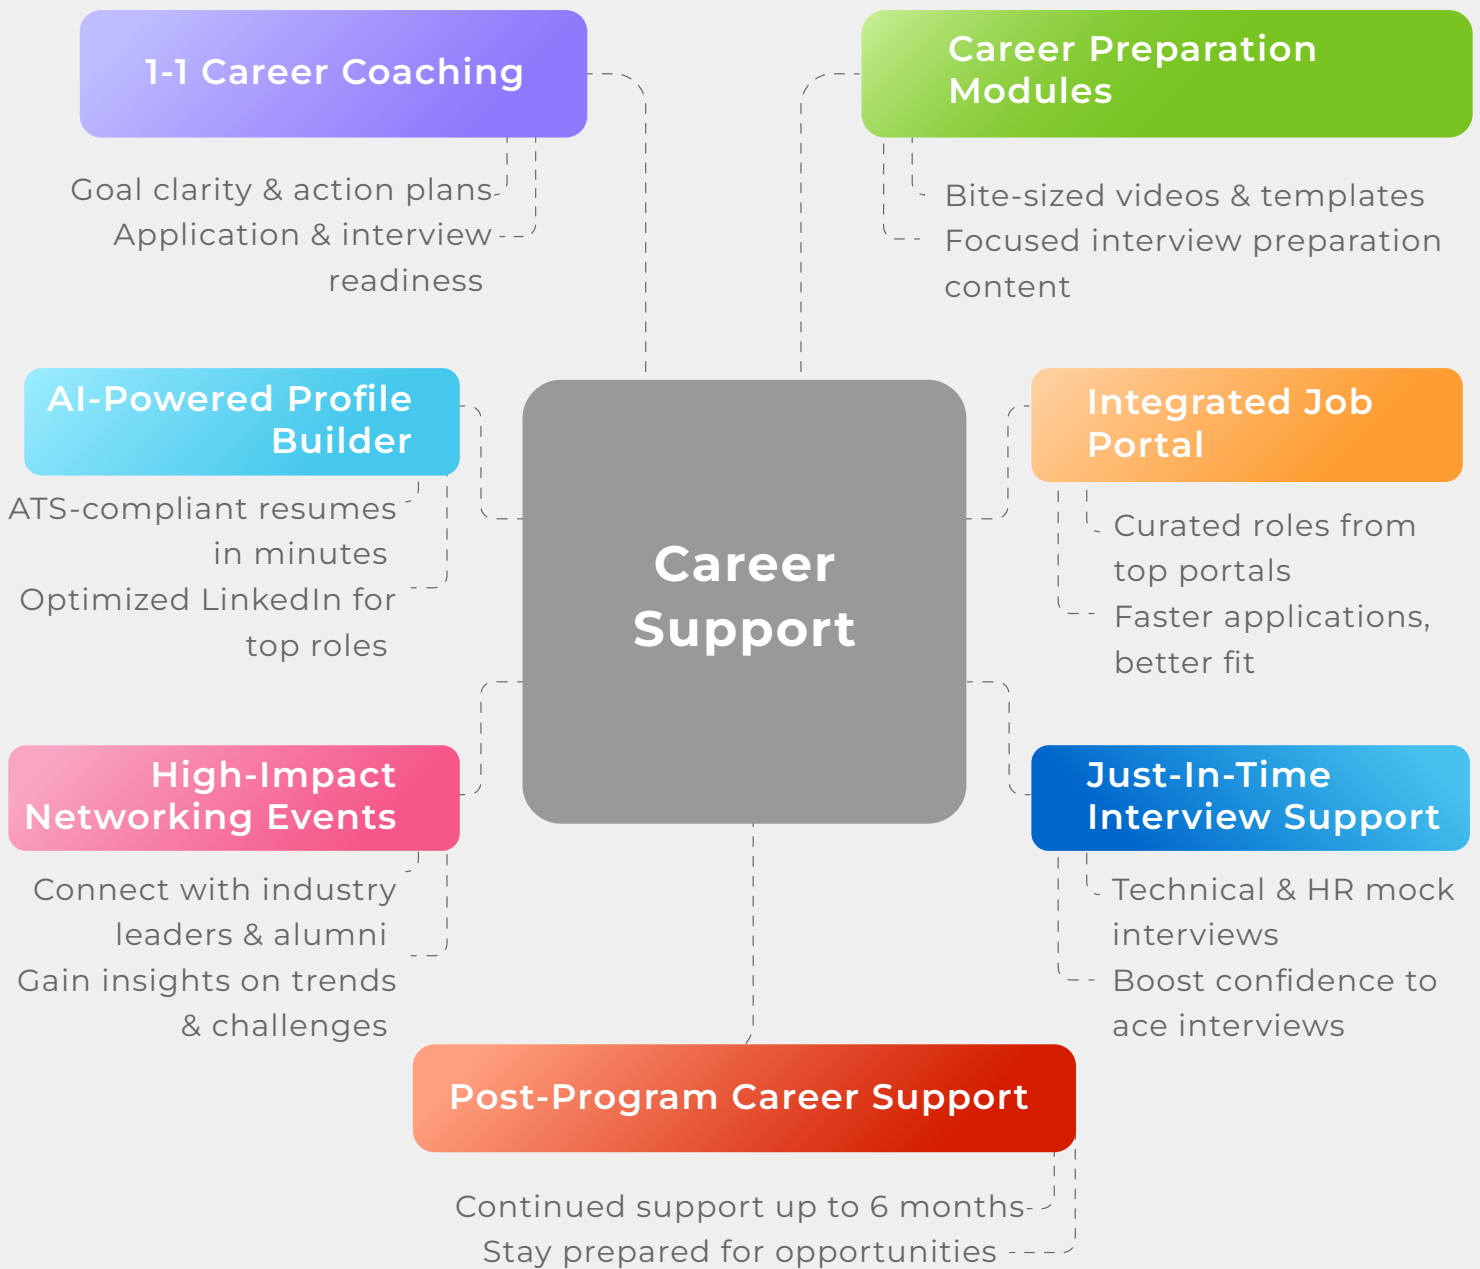 1-1 Career Coaching
Goal clarity & action plans
Application & interview
readiness
Career Preparation
Modules
Bite-sized videos & templates
Focused interview preparation
content
AI-Powered Profile
Builder
ATS-compliant resumes
in minutes
Optimized LinkedIn for
top roles
Career
Support
Integrated Job
Portal
Curated roles from
top portals
Faster applications,
better fit
High-Impact
Networking Events
Connect with industry
leaders & alumni
Gain insights on trends
& challenges
Just-In-Time
Interview Support
Technical & HR mock
interviews
Boost confidence to
ace interviews
Post-Program Career Support
Continued support up to 6 months
Stay prepared for opportunities